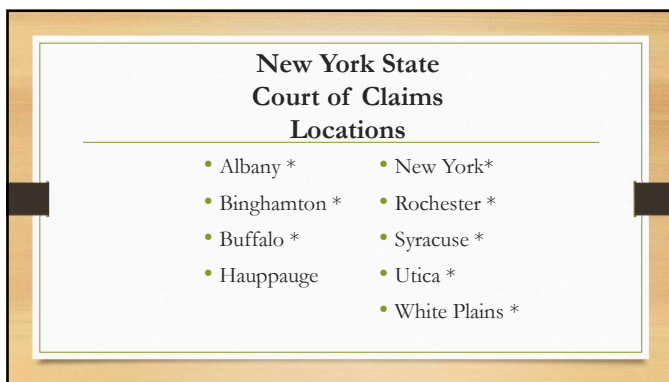 New York State
Court of Claims
Locations
• Albany *
• Binghamton *
• Buffalo *
• Hauppauge
• New York*
• Rochester *
• Syracuse *
• Utica *
• White Plains *